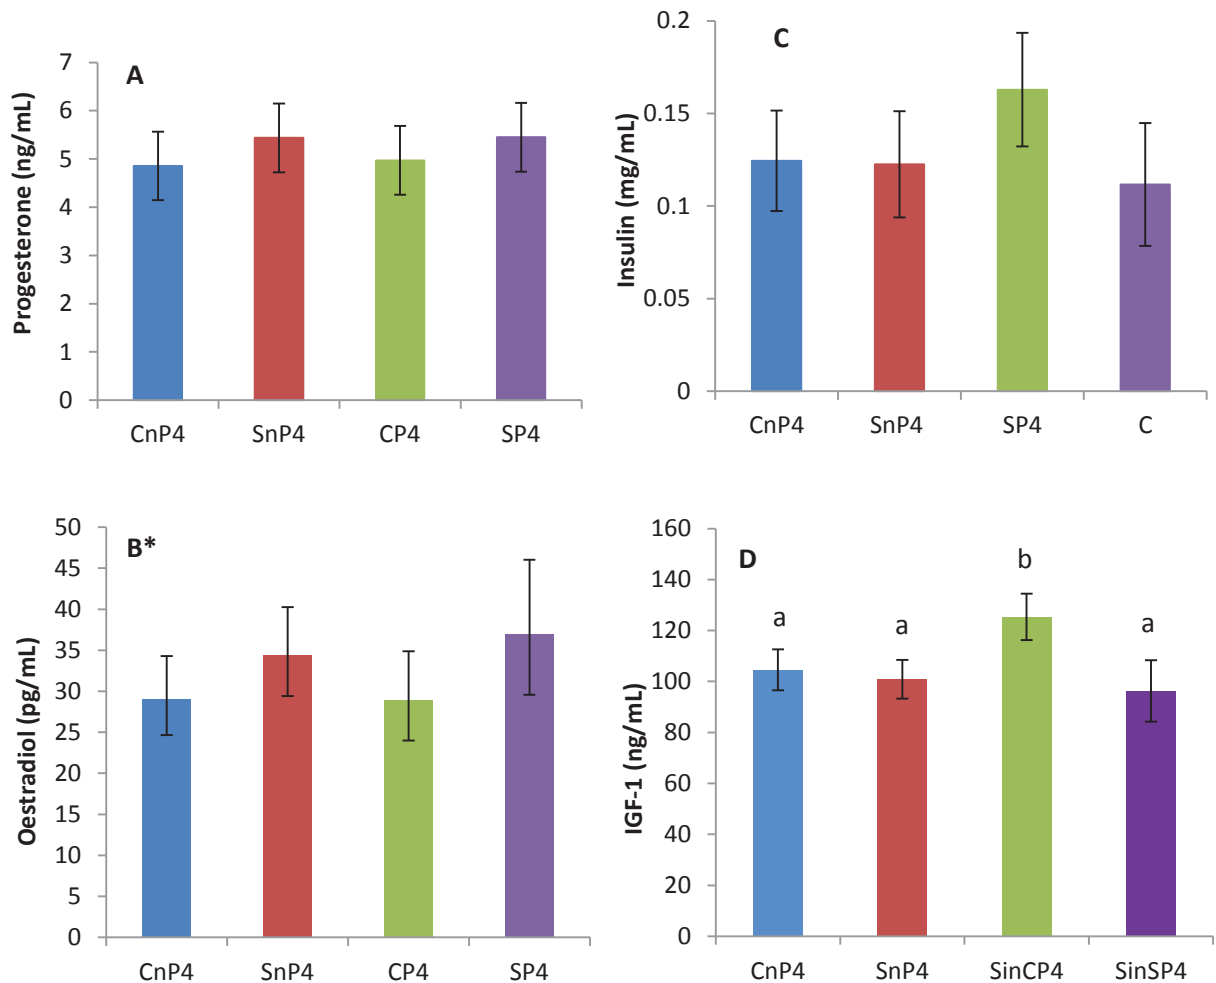 A
Progesterone (ng/mL)
7
6
5
4
3
2
1
0
CnP4 SnP4 CP4 SP4
C
Insulin (mg/mL)
0.2
0.15
0.1
0.05
0
CnP4 SnP4 SP4 C
B*
Oestradiol (pg/mL)
50
45
40
35
30
25
20
15
10
5
0
CnP4 SnP4 CP4 SP4
D
IGF-1 (ng/mL)
160
140
120
100
80
60
40
20
0
a a b a
CnP4 SnP4 SinCP4 SinSP4